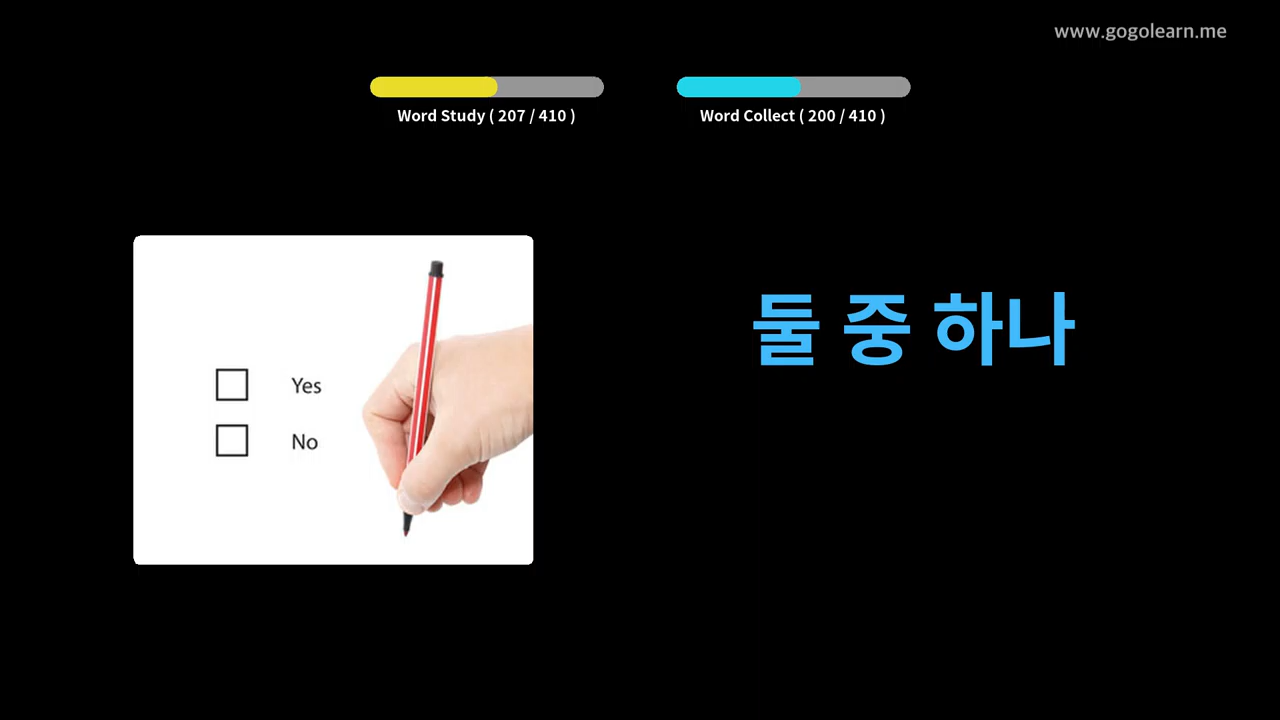 www.gogolearn.me
Word Study ( 207 / 410 )
Word Collect ( 200 / 410 )
둘 중 하나
Yes
No